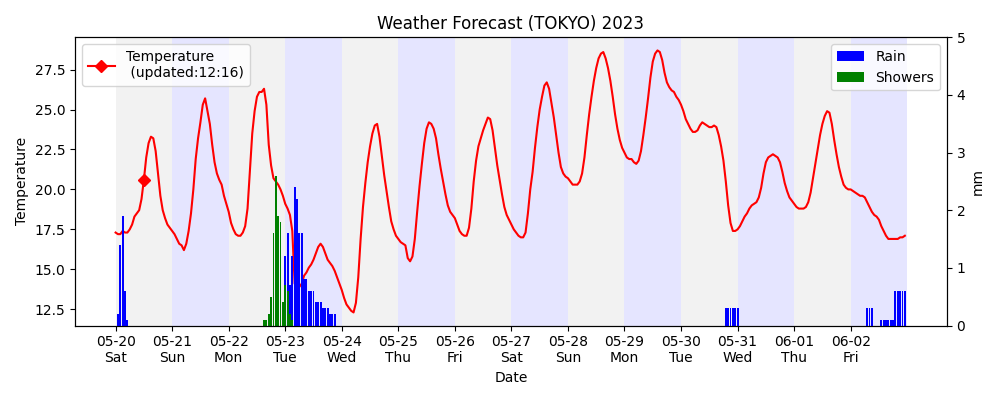 Weather Forecast (TOKYO) 2023
Temperature
(updated:12:16)
Rain
Showers
Temperature
27.5
25.0
22.5
20.0
17.5
15.0
12.5
5
4
3
2
1
0
mm
05-20 05-21 05-22 05-23 05-24 05-25 05-26 05-27 05-28 05-29 05-30 05-31 06-01 06-02
Sat Sun Mon Tue Wed Thu Fri Sat Sun Mon Tue Wed Thu Fri
Date